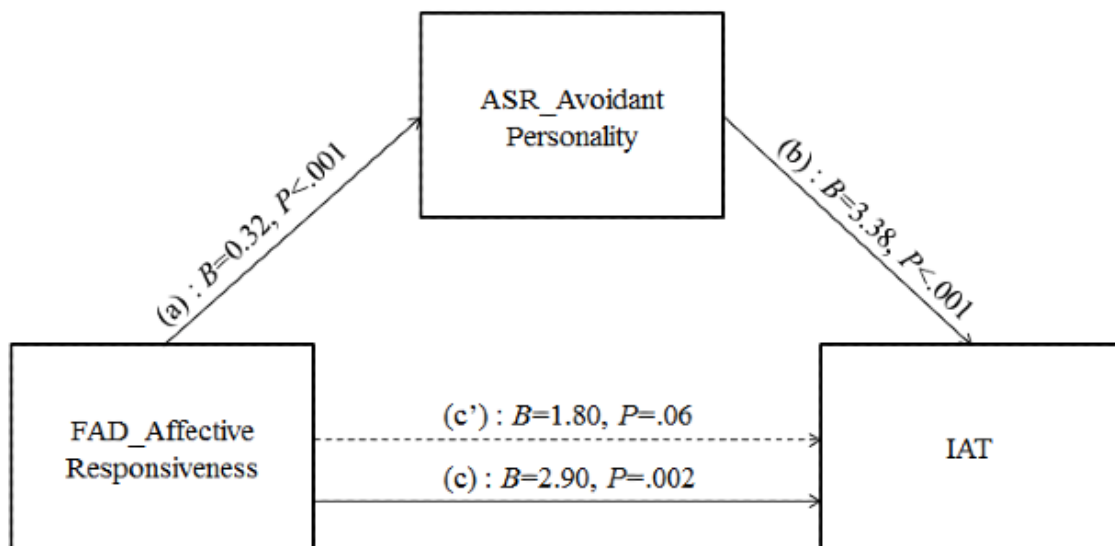 ASR_Avoidant
Personality
(a) : B=0.32, P<.001
(b) : B=3.38, P<.001
FAD_Affective
Responsiveness
(c’) : B=1.80, P=.06
(c) : B=2.90, P=.002
IAT